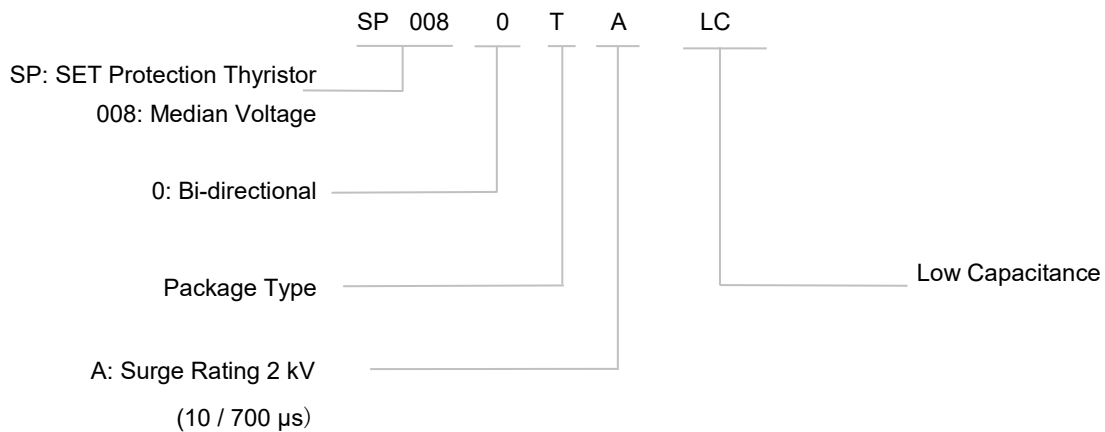 SP 008 0 T A LC
SP: SET Protection Thyristor
008: Median Voltage
0: Bi-directional
Package Type
Low Capacitance
A: Surge Rating 2 kV
(10 / 700 μs）